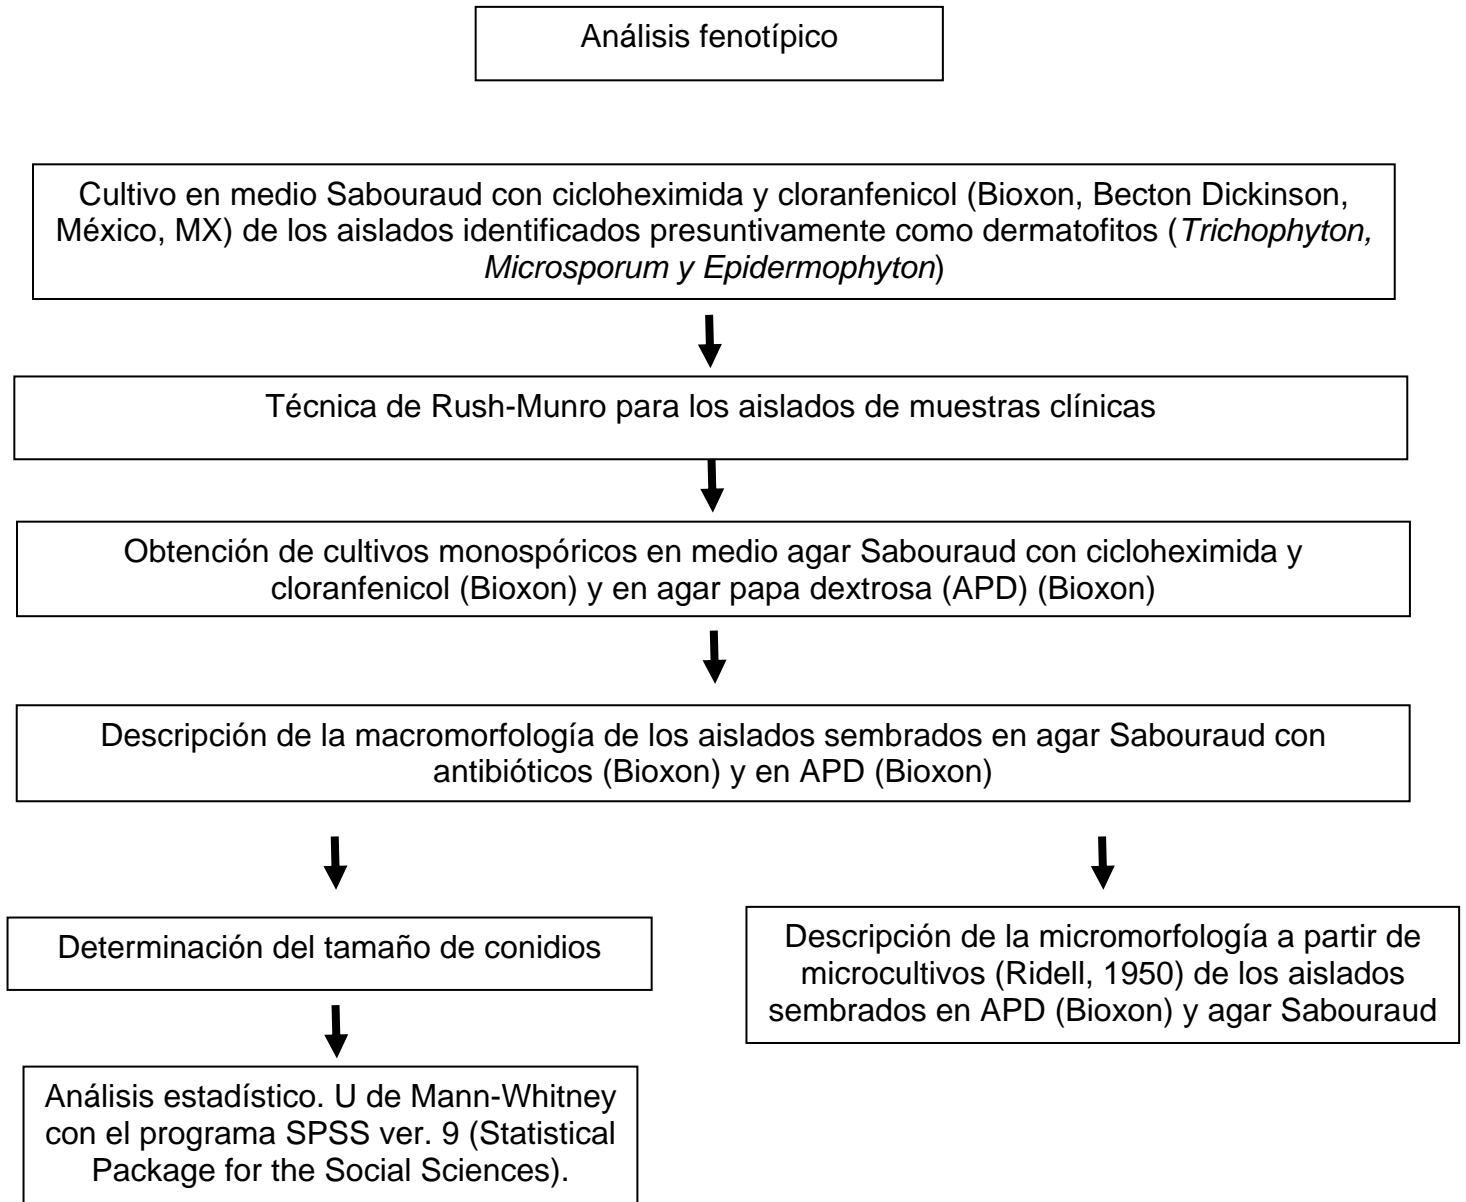 Análisis fenotípico
Cultivo en medio Sabouraud con cicloheximida y cloranfenicol (Bioxon, Becton Dickinson,
México, MX) de los aislados identificados presuntivamente como dermatofitos (Trichophyton,
Microsporum y Epidermophyton)
Técnica de Rush-Munro para los aislados de muestras clínicas
Obtención de cultivos monospóricos en medio agar Sabouraud con cicloheximida y
cloranfenicol (Bioxon) y en agar papa dextrosa (APD) (Bioxon)
Descripción de la macromorfología de los aislados sembrados en agar Sabouraud con
antibióticos (Bioxon) y en APD (Bioxon)
Determinación del tamaño de conidios
Análisis estadístico. U de Mann-Whitney
con el programa SPSS ver. 9 (Statistical
Package for the Social Sciences).
Descripción de la micromorfología a partir de
microcultivos (Ridell, 1950) de los aislados
sembrados en APD (Bioxon) y agar Sabouraud